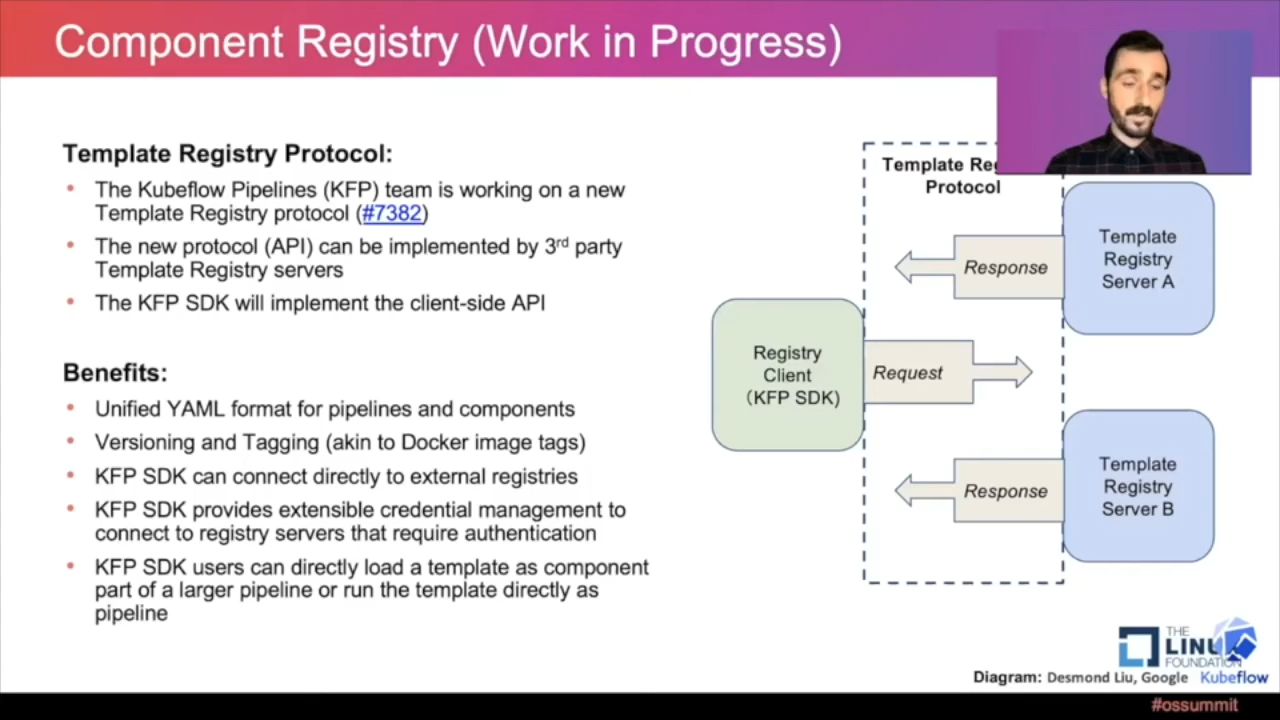 Component Registry (Work in Progress)
Template Registry Protocol:
• The Kubeflow Pipelines (KFP) team is working on a new
Template Registry protocol (#7382)
• The new protocol (API) can be implemented by 3rd party
Template Registry servers
• The KFP SDK will implement the client-side API
Benefits:
• Unified YAML format for pipelines and components
• Versioning and Tagging (akin to Docker image tags)
• KFP SDK can connect directly to external registries
• KFP SDK provides extensible credential management to
connect to registry servers that require authentication
• KFP SDK users can directly load a template as component
part of a larger pipeline or run the template directly as
pipeline
Template
Protocol
Response
Template
Registry
Server A
Registry
Client
(KFP SDK)
Request
Response
Template
Registry
Server B
THE
LINUX
FOUNDATION
Kubeflow
Diagram: Desmond Liu, Google
#ossummit